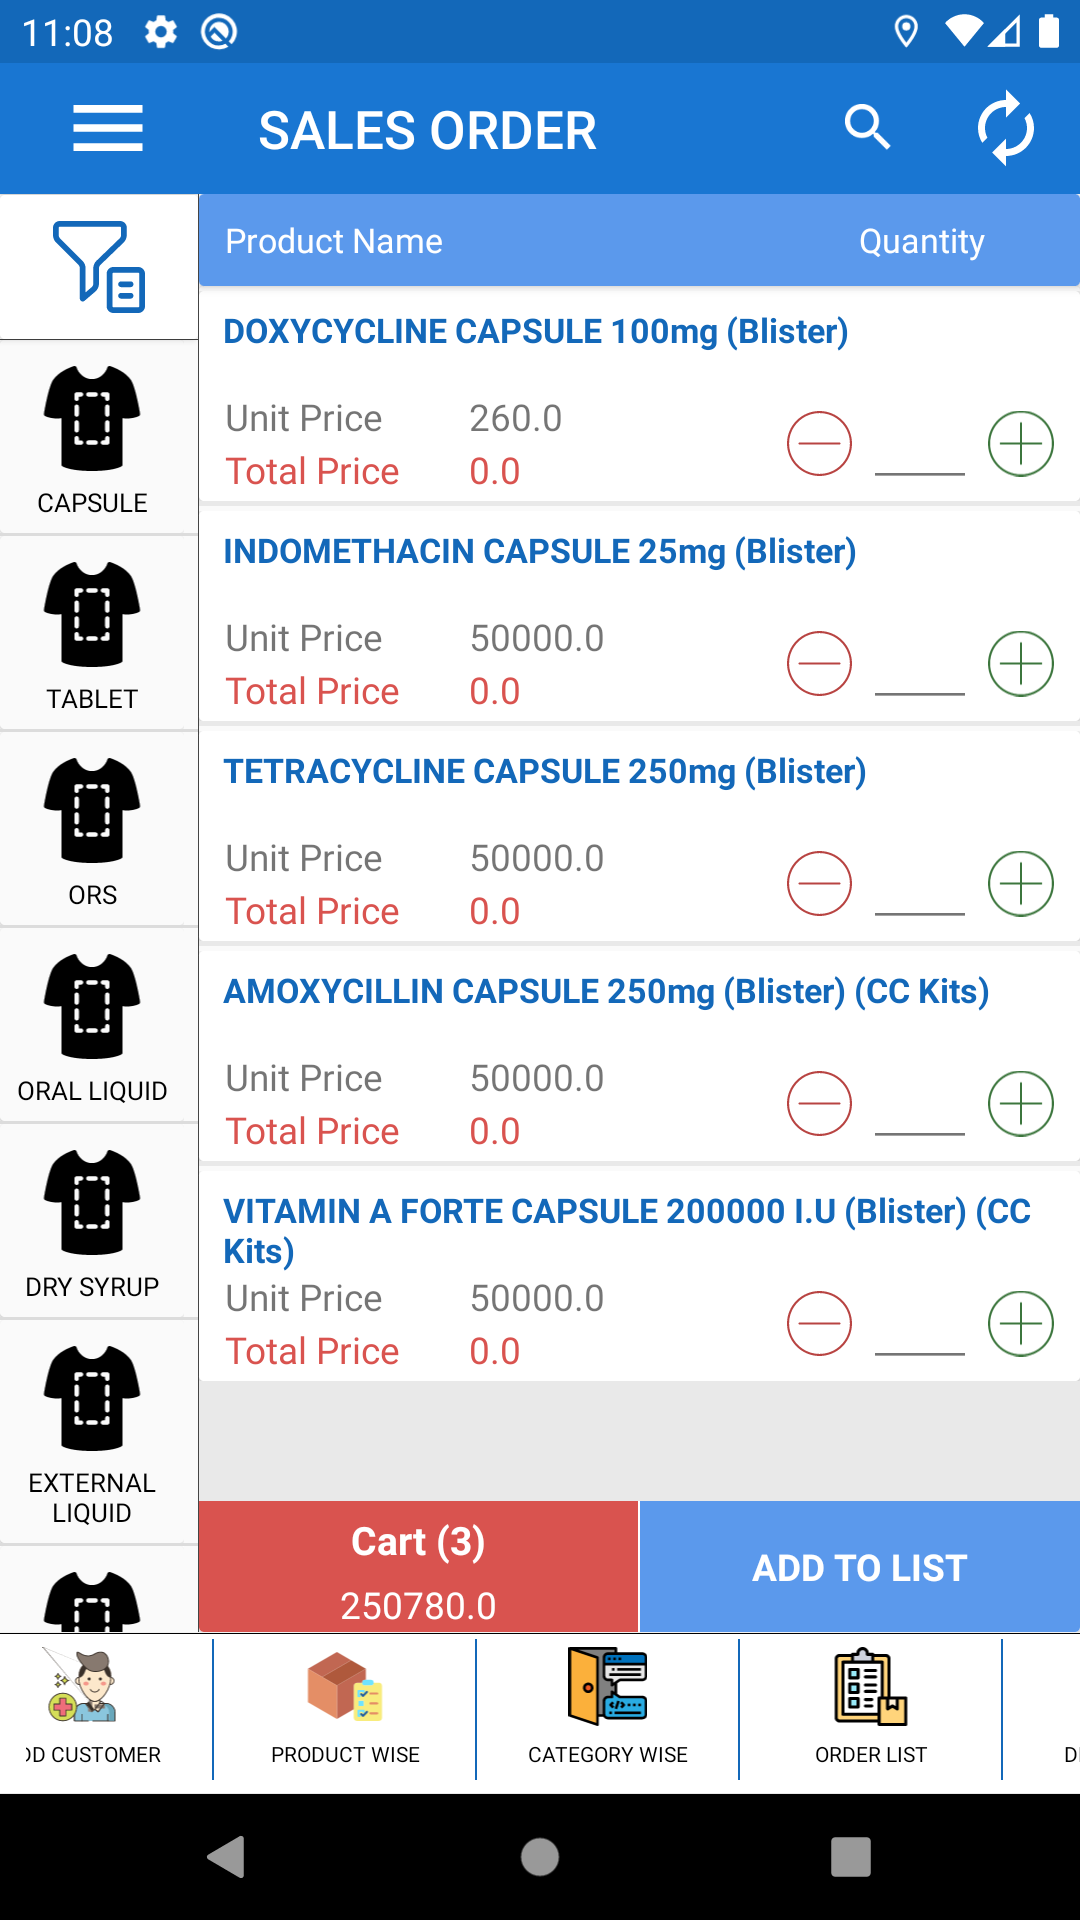 11:08
SALES ORDER
Product Name Quantity
DOXYCYCLINE CAPSULE 100mg (Blister)
Unit Price 260.0
Total Price 0.0
INDOMETHACIN CAPSULE 25mg (Blister)
Unit Price 50000.0
Total Price 0.0
TETRACYCLINE CAPSULE 250mg (Blister)
Unit Price 50000.0
Total Price 0.0
AMOXYCILLIN CAPSULE 250mg (Blister) (CC Kits)
Unit Price 50000.0
Total Price 0.0
VITAMIN A FORTE CAPSULE 200000 I.U (Blister) (CC
Kits)
Unit Price 50000.0
Total Price 0.0
CAPSULE
TABLET
ORS
ORAL LIQUID
DRY SYRUP
EXTERNAL
LIQUID
Cart (3)
250780.0
ADD TO LIST
CUSTOMER
PRODUCT WISE
CATEGORY WISE
ORDER LIST